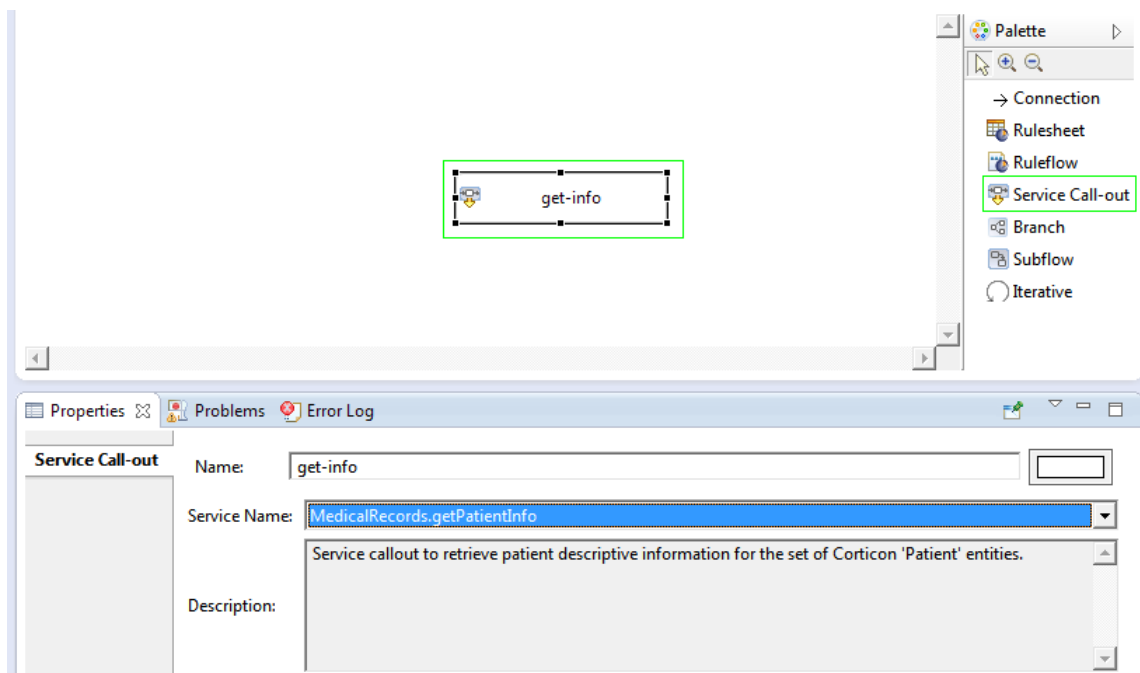 Palette
Connection
Rulesheet
Ruleflow
get-info
Service Call-out
Branch
Subflow
Iterative
Properties Problems Error Log
Service Call-out
Name: get-info
Service Name: MedicalRecords.getPatientInfo
Service callout to retrieve patient descriptive information for the set of Corticon 'Patient' entities.
Description: